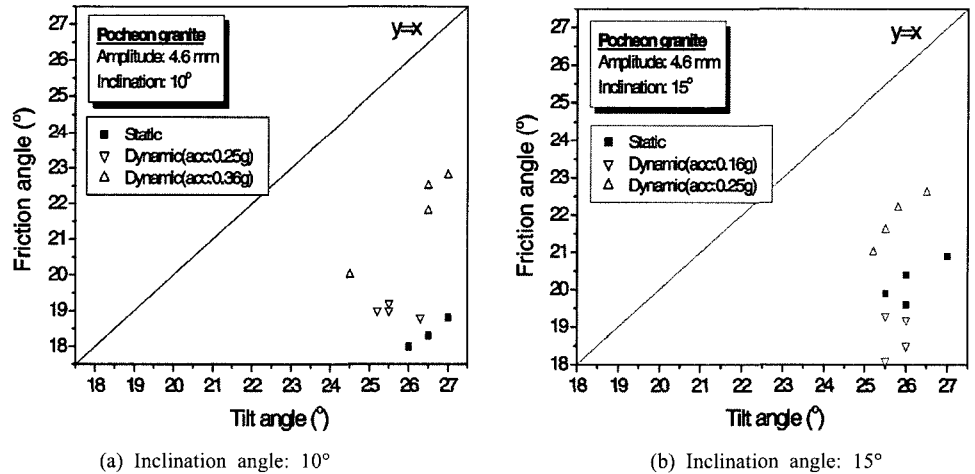 27
26
25
24
23
22
21
20
19
18
Friction angle (°)
Pocheon granite
Amplitude: 4.6 mm
Inclination: 10°
Static
Dynamic(acc:0.25g)
Dynamic(acc:0.36g)
y=x
18 19 20 21 22 23 24 25 26 27
Tilt angle (°)
(a) Inclination angle: 10°
27
26
25
24
23
22
21
20
19
18
Friction angle (°)
Pocheon granite
Amplitude: 4.6 mm
Inclination: 15°
Static
Dynamic(acc:0.16g)
Dynamic(acc:0.25g)
y=x
18 19 20 21 22 23 24 25 26 27
Tilt angle (°)
(b) Inclination angle: 15°